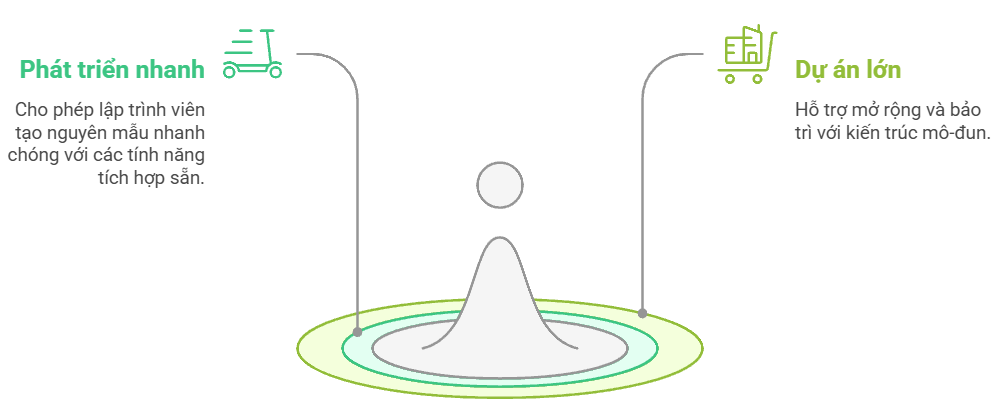 Phát triển nhanh
Cho phép lập trình viên
tạo nguyên mẫu nhanh
chóng với các tính năng
tích hợp sẵn.
Dự án lớn
Hỗ trợ mở rộng và bảo
trì với kiến trúc mô-đun.